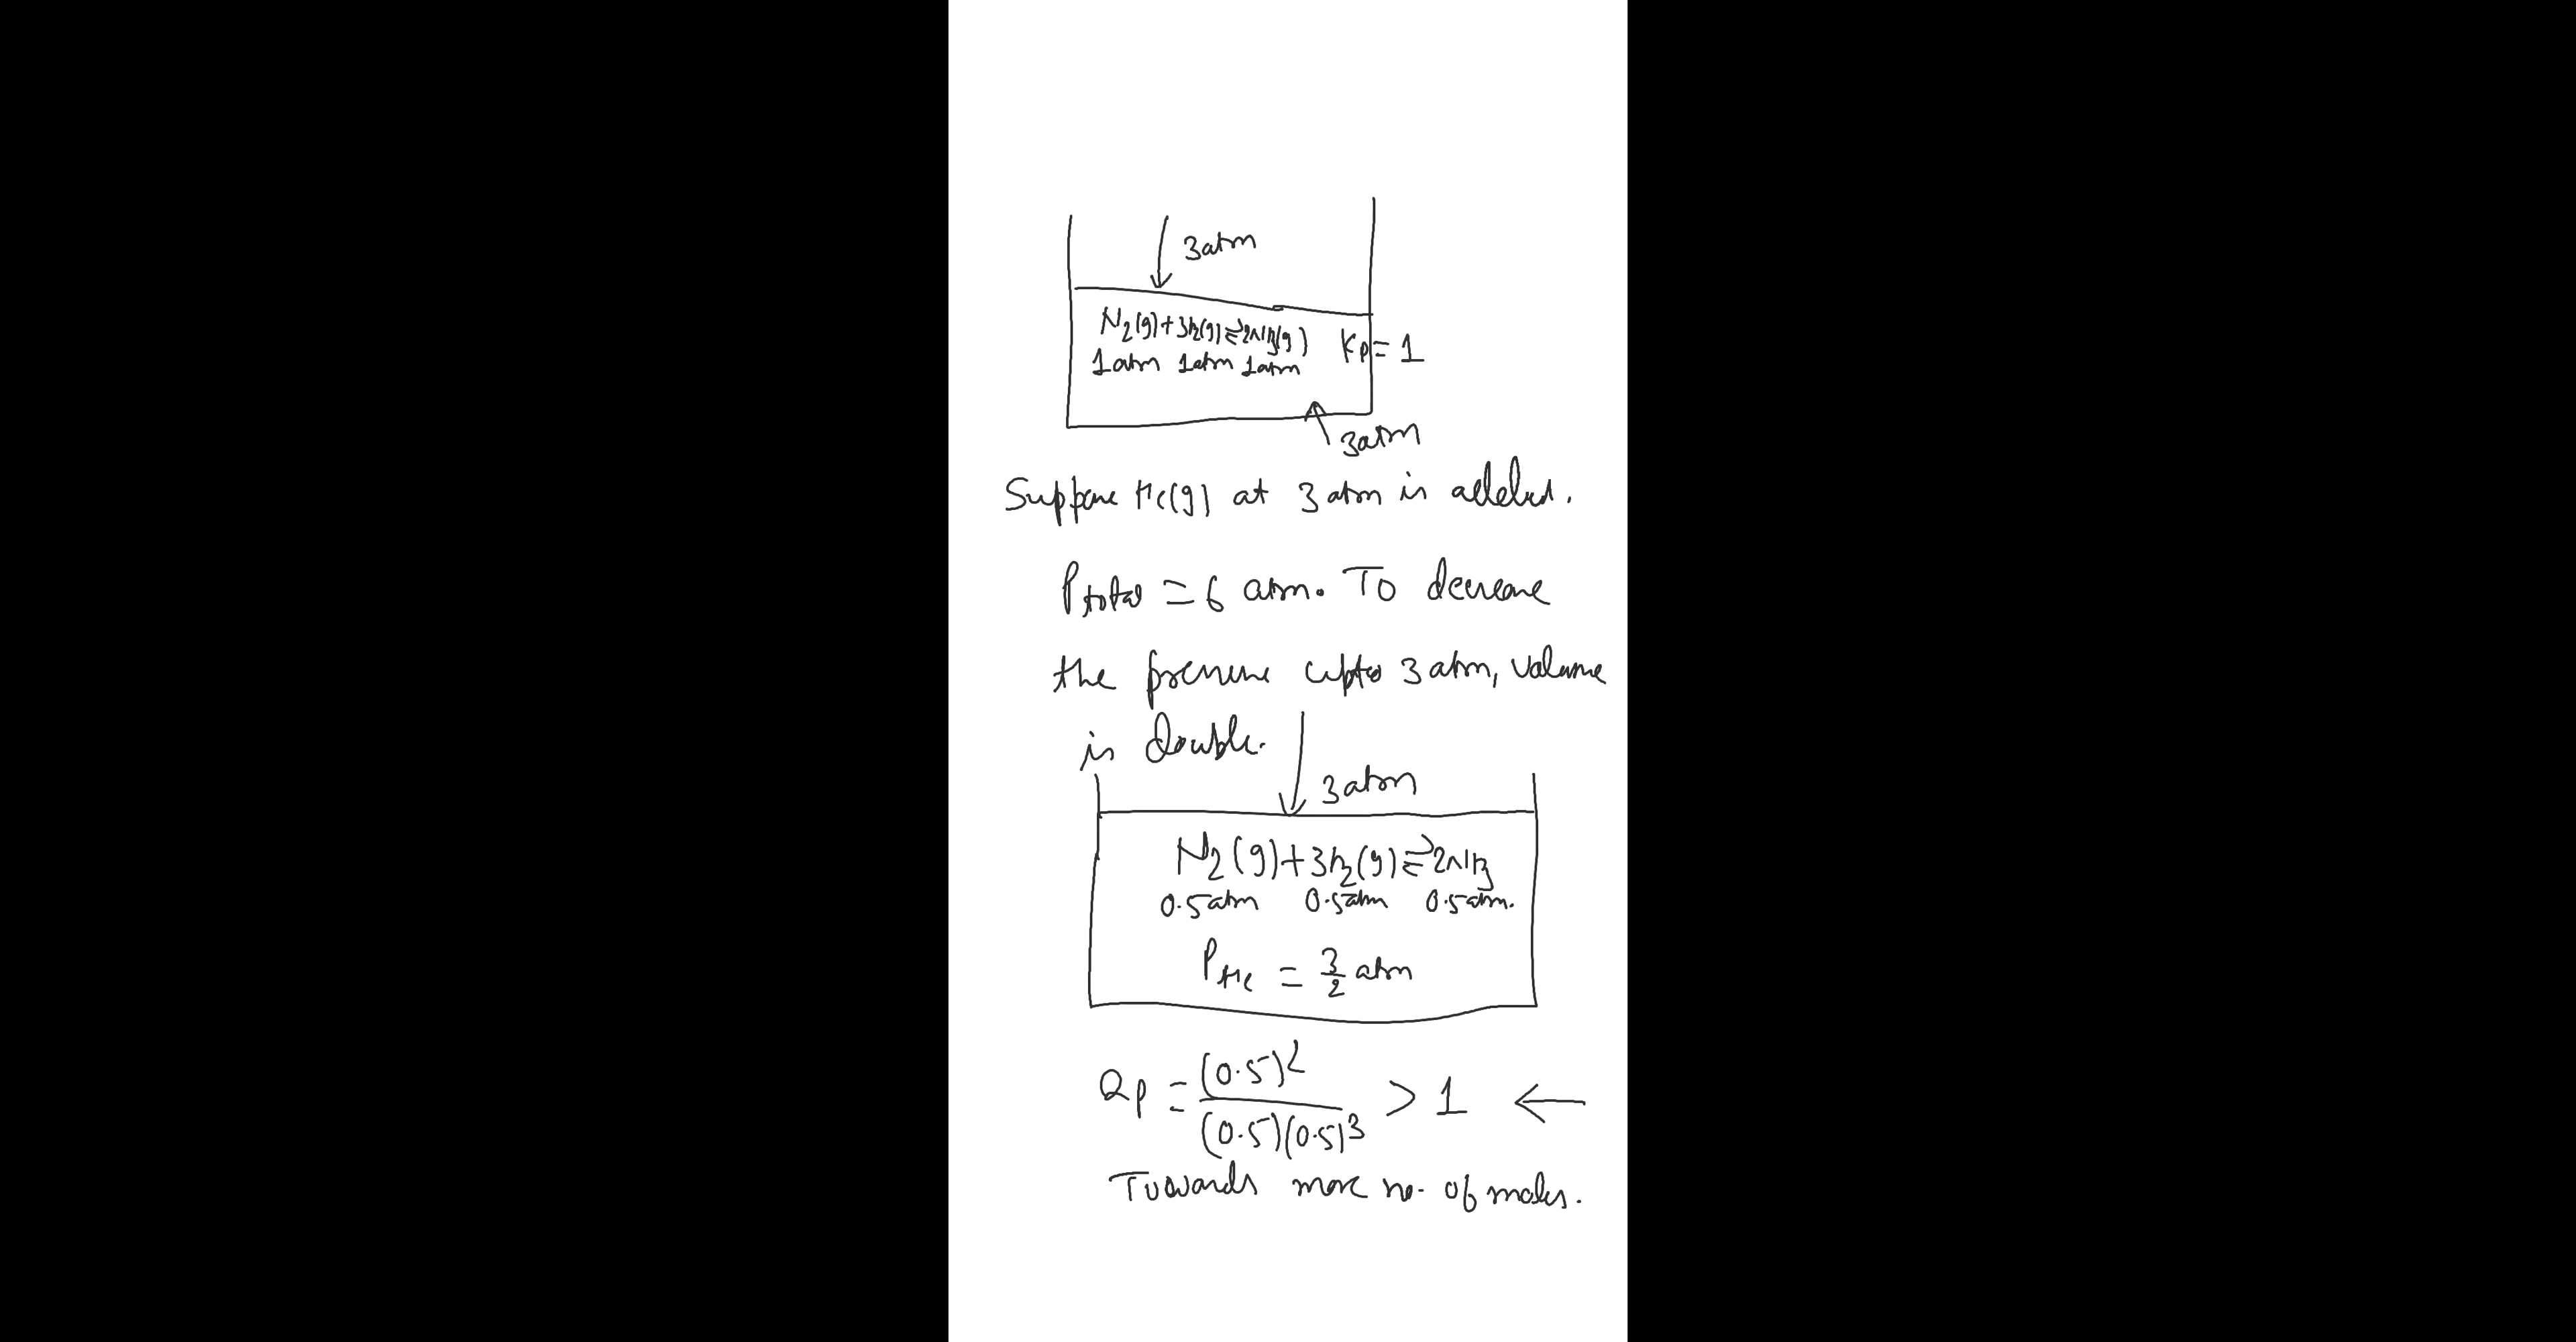 3atm
N₂(g)+3H₂(g)⇌2NH₃(g) Kp=1
1atm 1atm 1atm
3atm
Suppose He(g) at 3 atm is added.
Ptotal = 6 atm. To decrease
the pressure upto 3 atm, volume
is double.
3 atm
N₂(g)+3H₂(g)⇌2NH₃
0.5atm 0.5atm 0.5atm.
P_He = 3/2 atm
Qp = (0.5)²/(0.5)(0.5)³ > 1 ←
Towards more no. of moles.